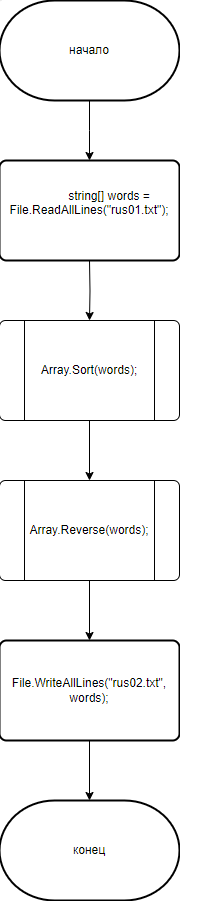 начало
string[] words =
File.ReadAllLines("rus01.txt");
Array.Sort(words);
Array.Reverse(words);
File.WriteAllLines("rus02.txt",
words);
конец